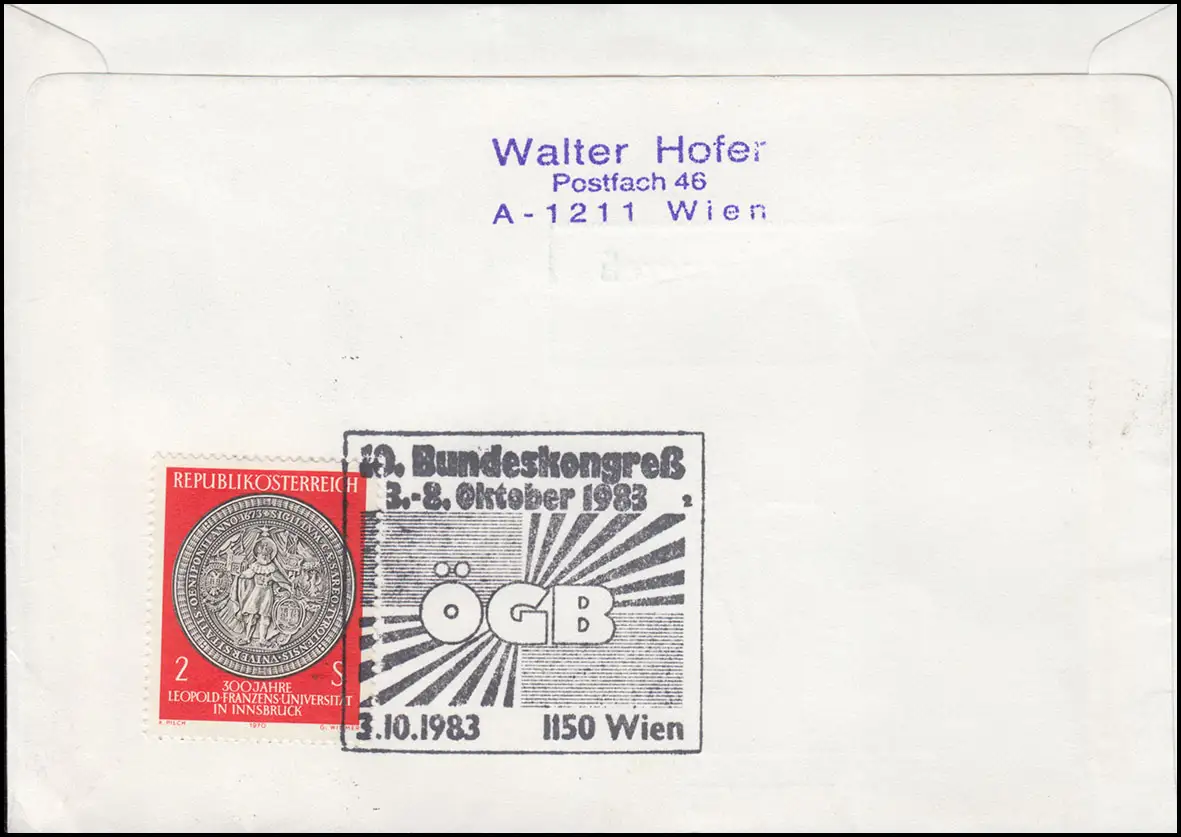 Walter Hofer
Postfach 46
A-1211 Wien
10. Bundeskongreß
3.-8. Oktober 1983 2
ÖGB
3.10.1983 1150 Wien
REPUBLIK ÖSTERREICH
2 S
300 JAHRE
LEOPOLD-FRANZENS-UNIVERSITÄT
IN INNSBRUCK
A. PILCH 1970